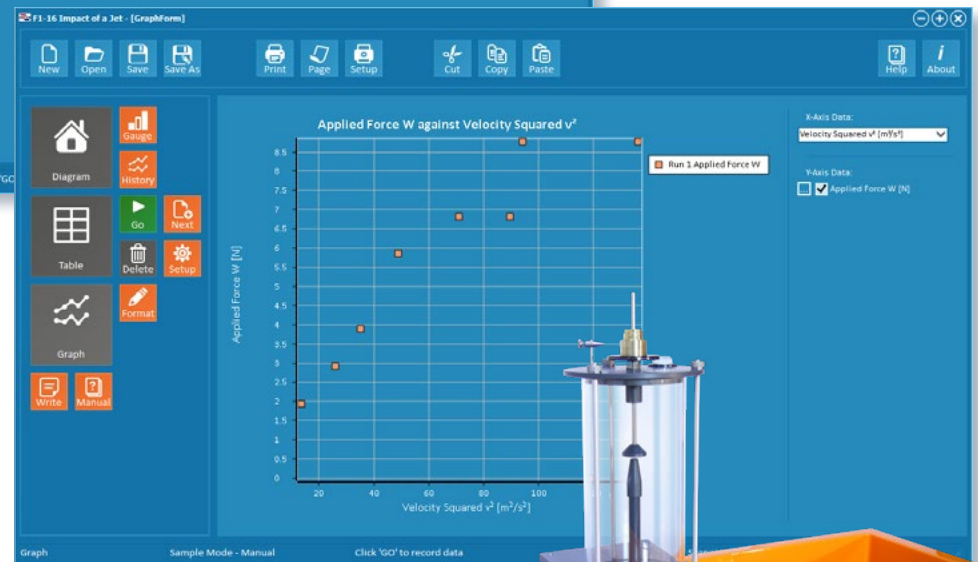 F1-16 Impact of a Jet - [GraphForm]
New Open Save Save As Print Page Setup Cut Copy Paste Help About
Diagram
Gauge
History
Table
Go
Next
Delete
Setup
Graph
Format
Write
Manual
Applied Force W against Velocity Squared v²
Applied Force W [N]
8.5
8
7.5
7
6.5
6
5.5
5
4.5
4
3.5
3
2.5
2
1.5
1
0.5
0
20 40 60 80 100
Velocity Squared v² [m²/s²]
Run 1 Applied Force W
X-Axis Data:
Velocity Squared v² [m²/s²]
Y-Axis Data:
... Applied Force W [N]
Graph Sample Mode - Manual Click 'GO' to record data